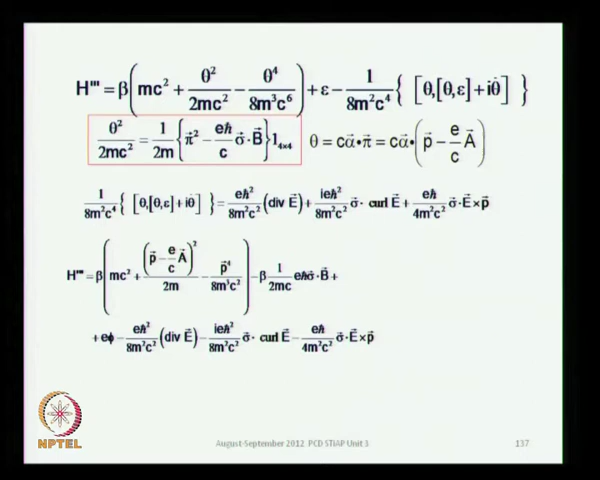 H''' = β(mc² + θ²/2mc² − θ⁴/8m³c⁶) + ε − 1/8m²c⁴ { [θ,[θ,ε]+iθ̇] }
θ²/2mc² = 1/2m {π⃗² − eħ/c σ⃗·B⃗} 1₄ₓ₄ θ = cα⃗•π⃗ = cα⃗•(p⃗ − e/c A⃗)
1/8m²c⁴ { [θ,[θ,ε]+iθ̇] } = eħ²/8m²c² (div E⃗) + ieħ²/8m²c² σ⃗· curl E⃗ + eħ/4m²c² σ⃗·E⃗×p⃗
H''' = β(mc² + (p⃗ − e/c A⃗)²/2m − p⃗⁴/8m³c²) − β 1/2mc eħσ⃗·B⃗ +
+ eϕ − eħ²/8m²c² (div E⃗) − ieħ²/8m²c² σ⃗· curl E⃗ − eħ/4m²c² σ⃗·E⃗×p⃗
NPTEL
August-September 2012 PCD STIAP Unit 3
137